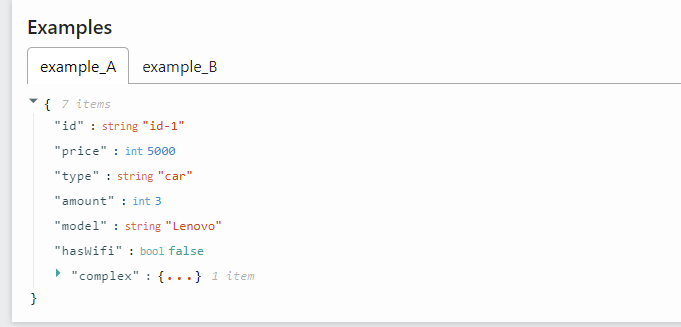 Examples
example_A example_B
{ 7 items
"id" : string "id-1"
"price" : int 5000
"type" : string "car"
"amount" : int 3
"model" : string "Lenovo"
"hasWifi" : bool false
"complex" : {...} 1 item
}